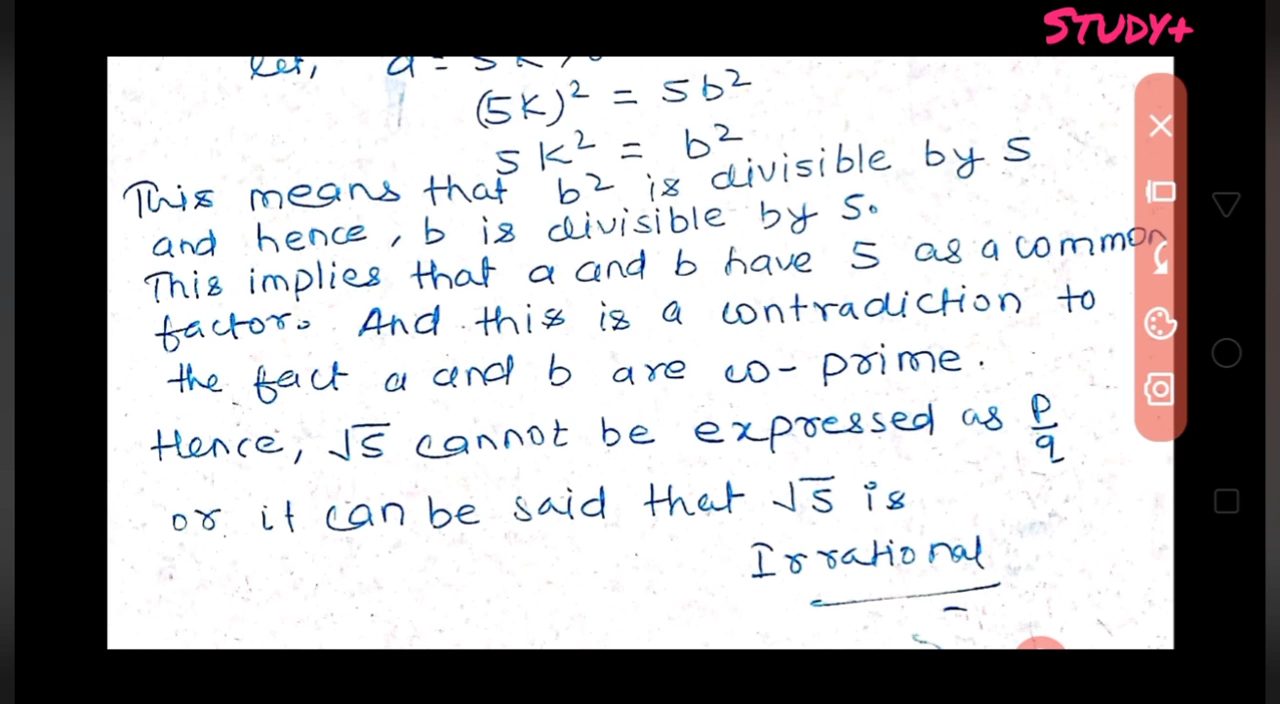 STUDY+
let, a = 5k,
(5k)² = 5b²
5k² = b²
This means that b² is divisible by 5
and hence, b is divisible by 5.
This implies that a and b have 5 as a common
factor. And this is a contradiction to
the fact a and b are co-prime.
Hence, √5 cannot be expressed as p/q
or it can be said that √5 is
Irrational